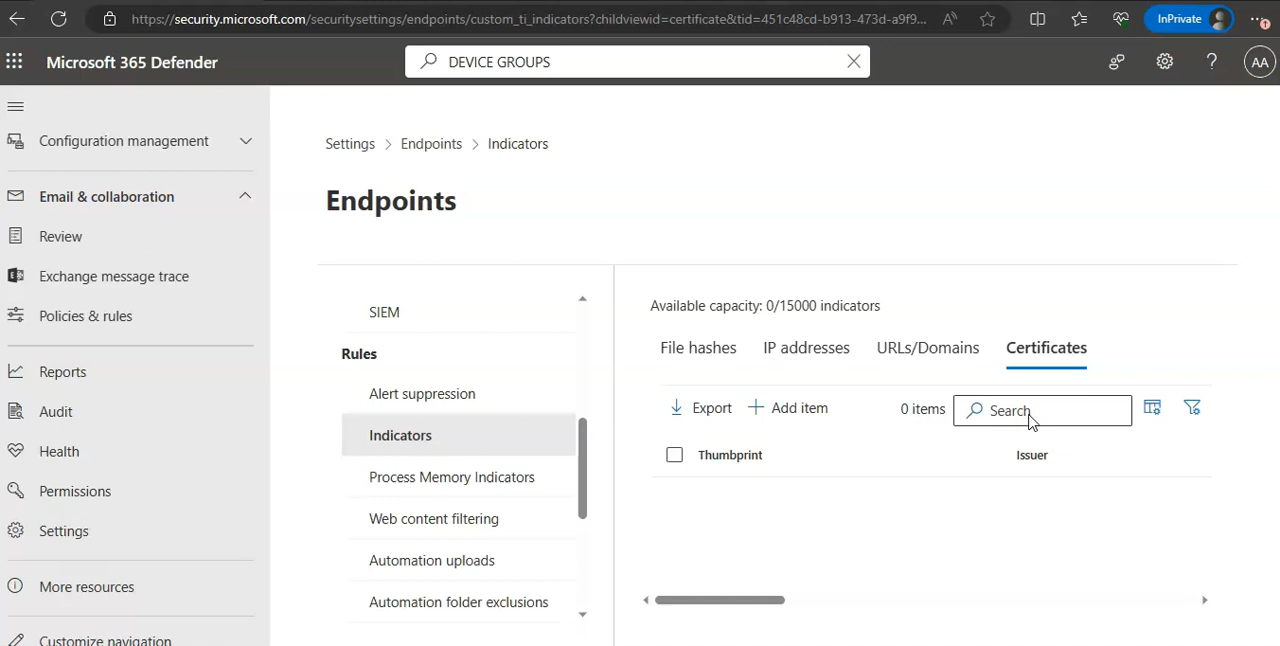 https://security.microsoft.com/securitysettings/endpoints/custom_ti_indicators?childviewid=certificate&tid=451c48cd-b913-473d-a9f9...
InPrivate
Microsoft 365 Defender
DEVICE GROUPS
AA
Configuration management
Email & collaboration
Review
Exchange message trace
Policies & rules
Reports
Audit
Health
Permissions
Settings
More resources
Customize navigation
Settings > Endpoints > Indicators
Endpoints
SIEM
Rules
Alert suppression
Indicators
Process Memory Indicators
Web content filtering
Automation uploads
Automation folder exclusions
Available capacity: 0/15000 indicators
File hashes IP addresses URLs/Domains Certificates
Export Add item 0 items Search
Thumbprint Issuer